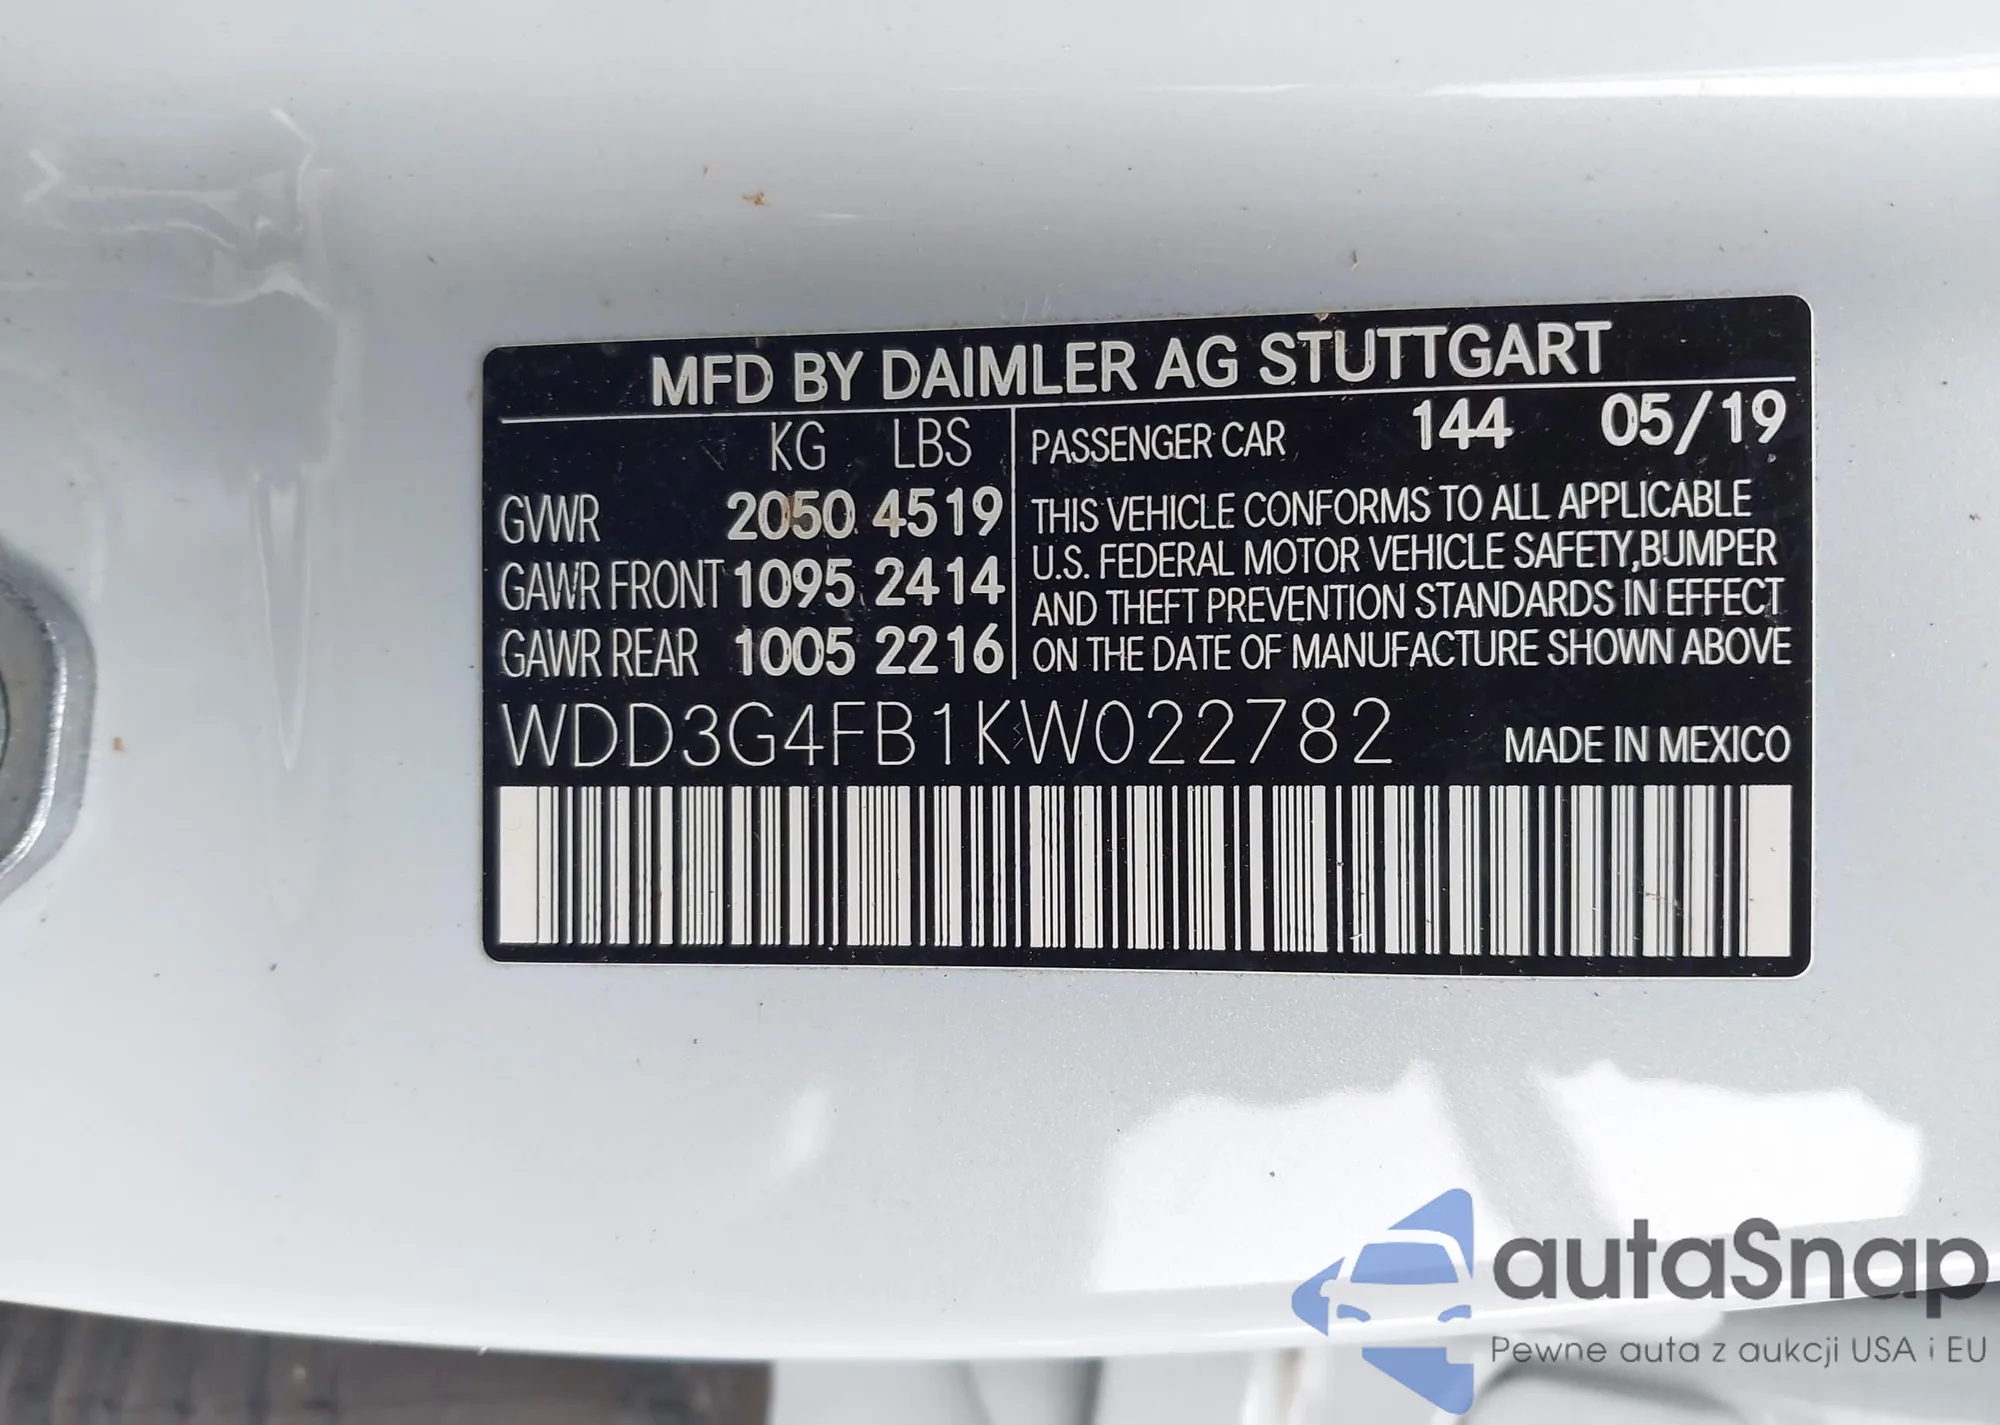 MFD BY DAIMLER AG STUTTGART
KG LBS
GVWR 2050 4519
GAWR FRONT 1095 2414
GAWR REAR 1005 2216
PASSENGER CAR 144 05/19
THIS VEHICLE CONFORMS TO ALL APPLICABLE
U.S. FEDERAL MOTOR VEHICLE SAFETY,BUMPER
AND THEFT PREVENTION STANDARDS IN EFFECT
ON THE DATE OF MANUFACTURE SHOWN ABOVE
WDD3G4FB1KW022782
MADE IN MEXICO
autaSnap
Pewne auta z aukcji USA i EU